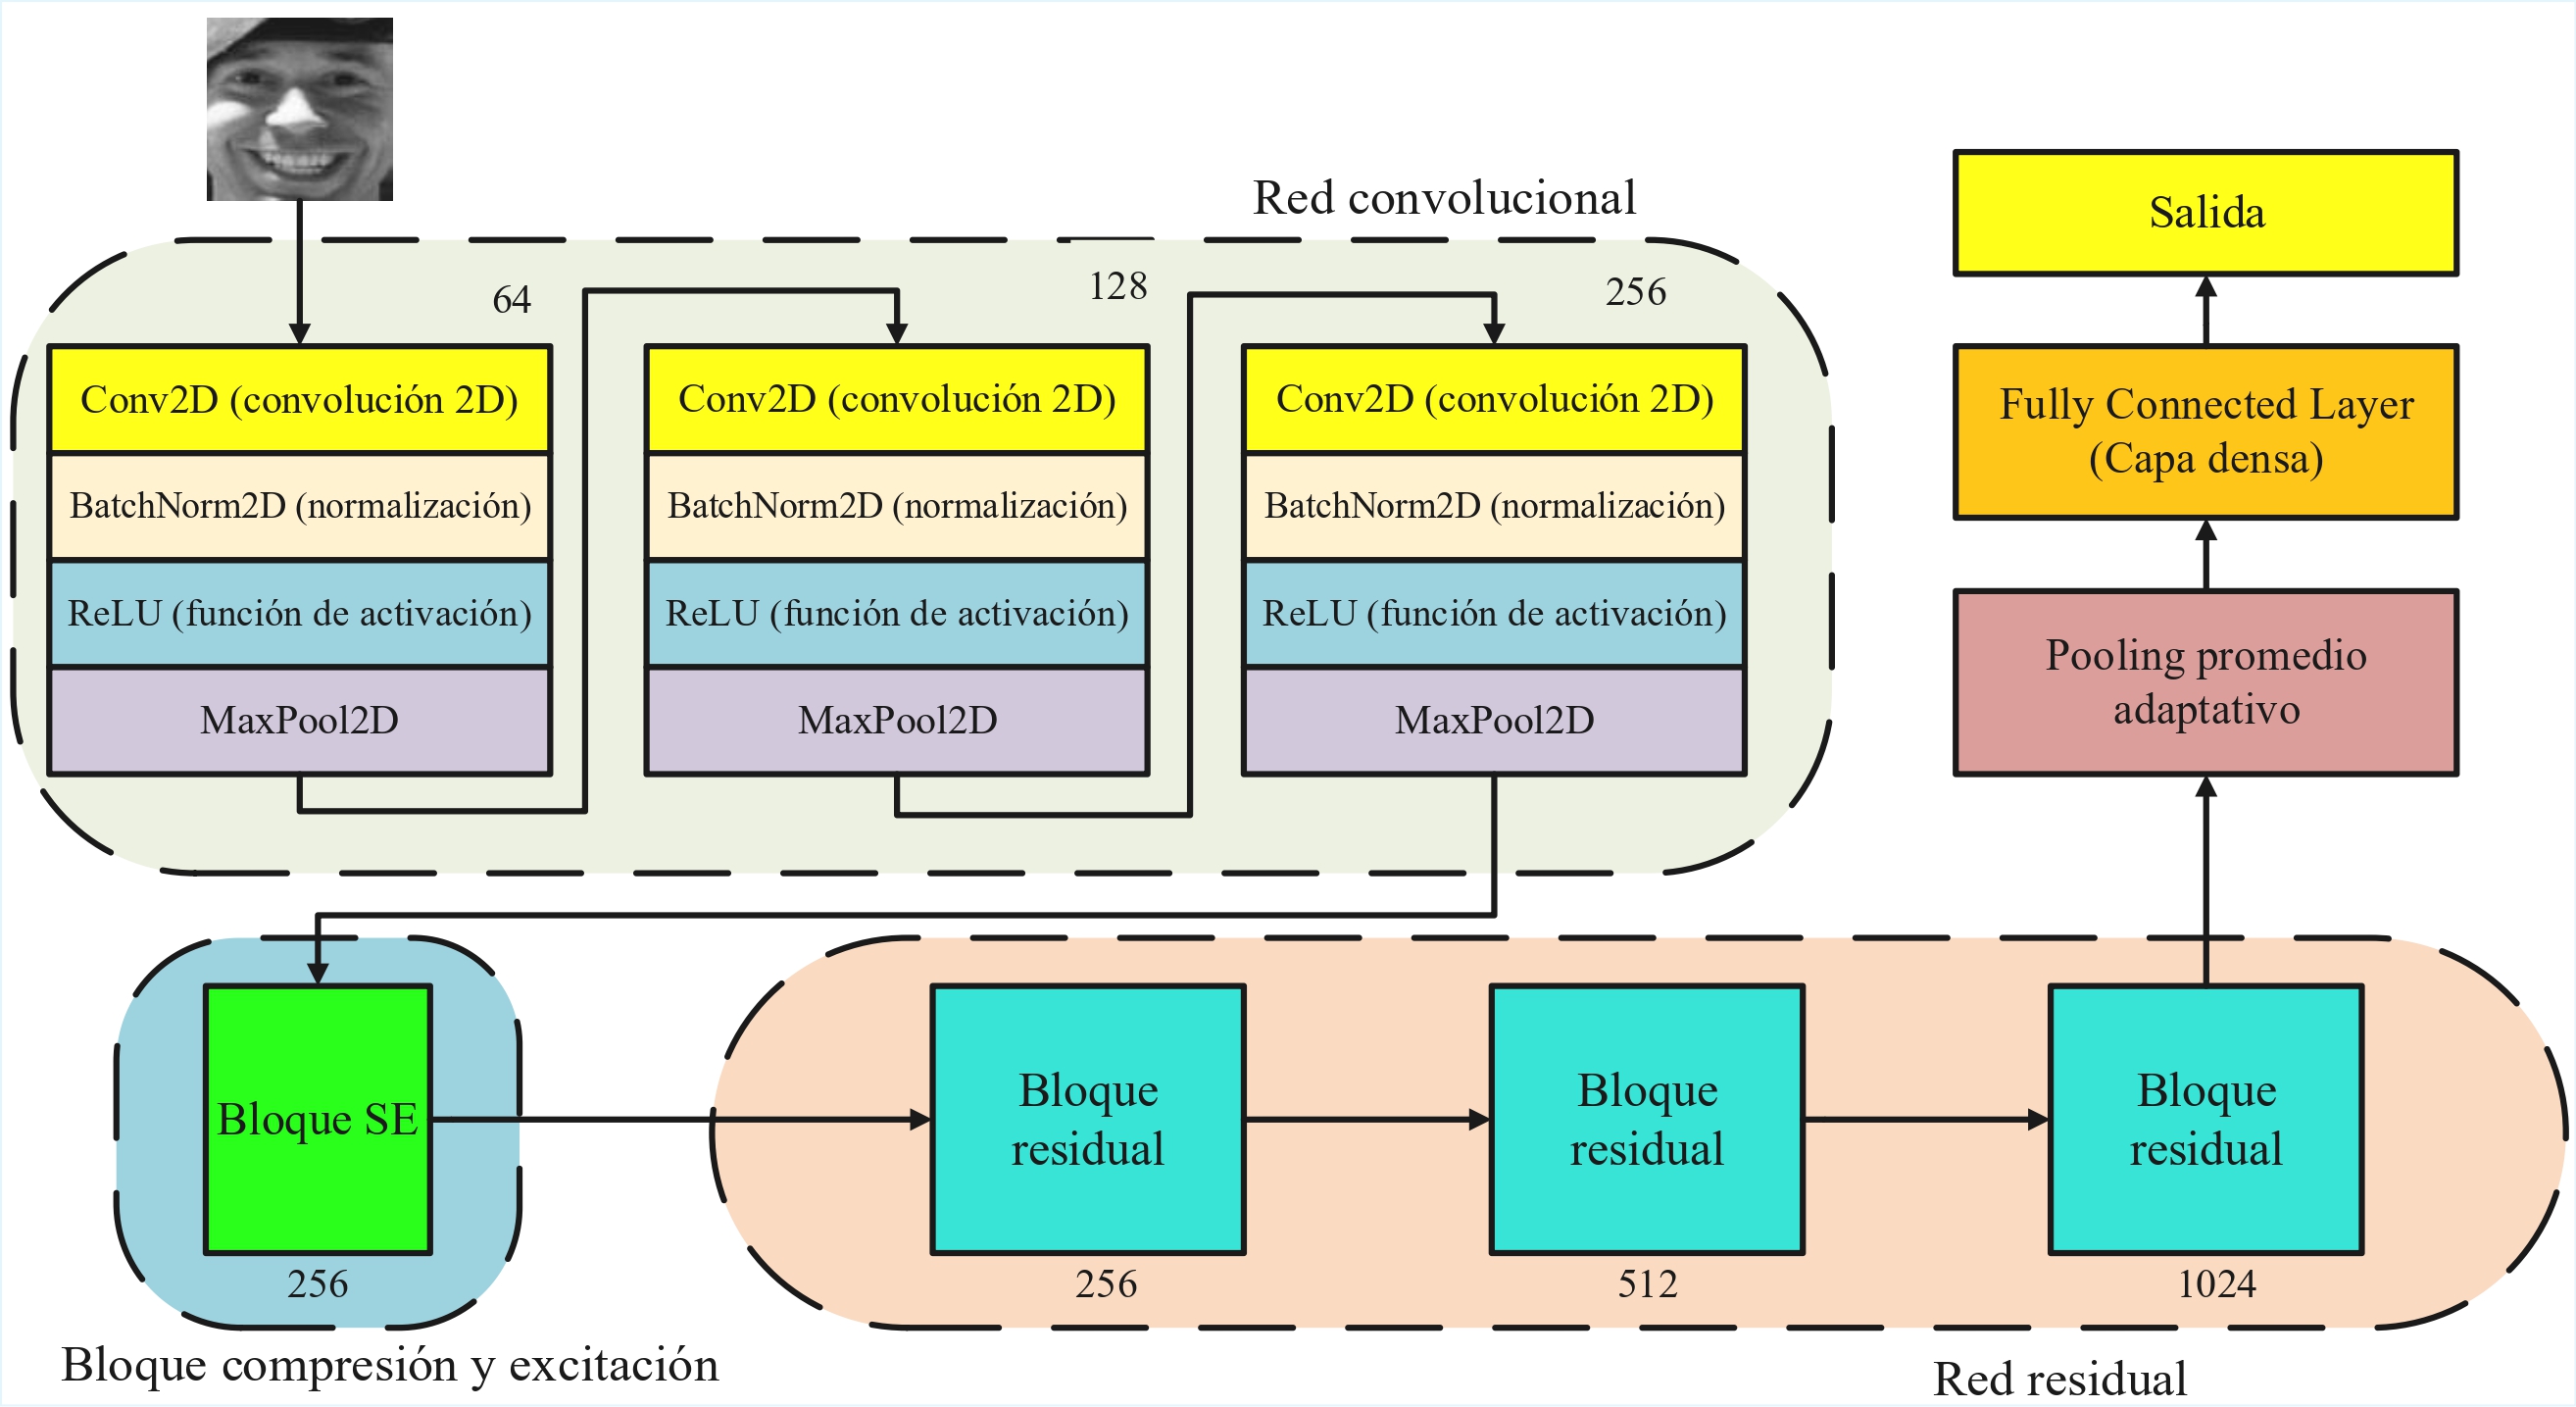 Red convolucional
64
128
256
Conv2D (convolución 2D)
BatchNorm2D (normalización)
ReLU (función de activación)
MaxPool2D
Conv2D (convolución 2D)
BatchNorm2D (normalización)
ReLU (función de activación)
MaxPool2D
Conv2D (convolución 2D)
BatchNorm2D (normalización)
ReLU (función de activación)
MaxPool2D
Salida
Fully Connected Layer
(Capa densa)
Pooling promedio
adaptativo
Bloque SE
256
Bloque compresión y excitación
Bloque
residual
256
Bloque
residual
512
Bloque
residual
1024
Red residual